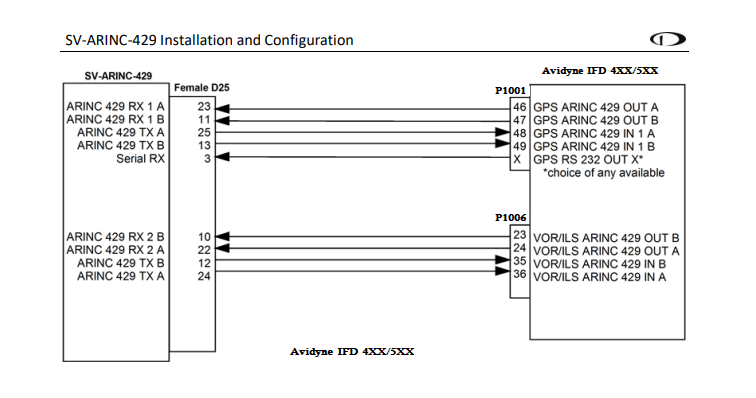 SV-ARINC-429 Installation and Configuration
D
SV-ARINC-429
Female D25
Avidyne IFD 4XX/5XX
P1001
ARINC 429 RX 1 A 23 46 GPS ARINC 429 OUT A
ARINC 429 RX 1 B 11 47 GPS ARINC 429 OUT B
ARINC 429 TX A 25 48 GPS ARINC 429 IN 1 A
ARINC 429 TX B 13 49 GPS ARINC 429 IN 1 B
Serial RX 3 X GPS RS 232 OUT X*
*choice of any available
P1006
ARINC 429 RX 2 B 10 23 VOR/ILS ARINC 429 OUT B
ARINC 429 RX 2 A 22 24 VOR/ILS ARINC 429 OUT A
ARINC 429 TX B 12 35 VOR/ILS ARINC 429 IN B
ARINC 429 TX A 24 36 VOR/ILS ARINC 429 IN A
Avidyne IFD 4XX/5XX